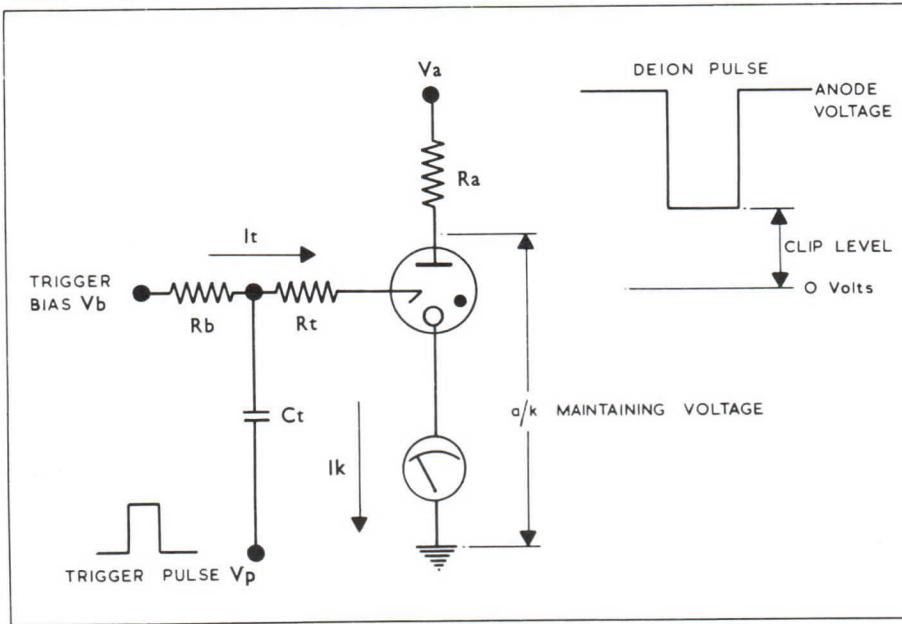 Va
DEION PULSE
ANODE
VOLTAGE
Ra
It
CLIP LEVEL
TRIGGER
BIAS Vb
O Volts
Rb
Rt
a/k MAINTAINING VOLTAGE
Ct
Ik
TRIGGER PULSE Vp